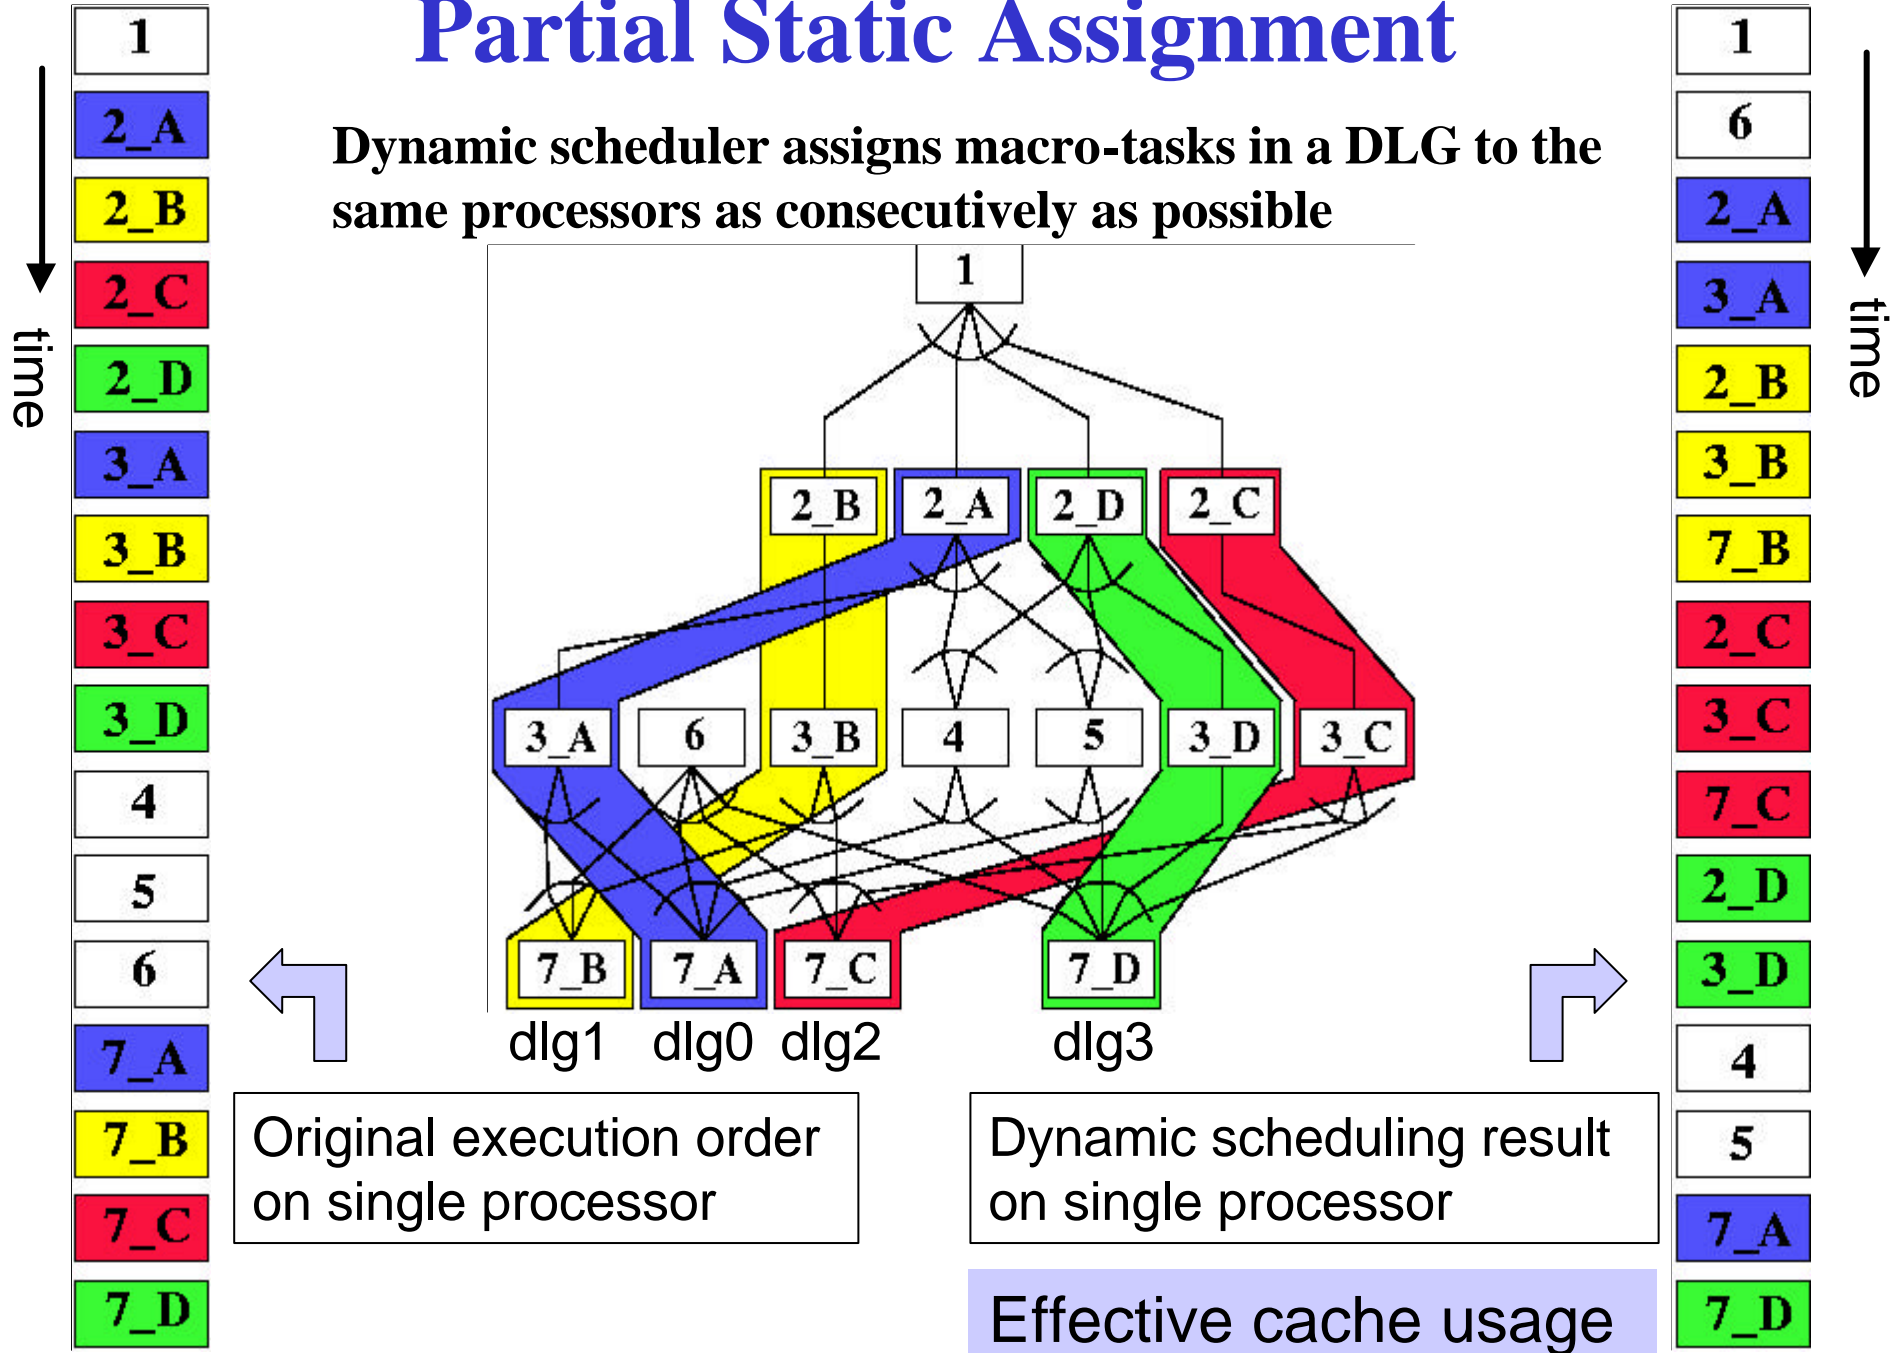 Partial Static Assignment
Dynamic scheduler assigns macro-tasks in a DLG to the
same processors as consecutively as possible
time
1
2_A
2_B
2_C
2_D
3_A
3_B
3_C
3_D
4
5
6
7_A
7_B
7_C
7_D
1
2_B 2_A 2_D 2_C
3_A 6 3_B 4 5 3_D 3_C
7_B 7_A 7_C 7_D
dlg1 dlg0 dlg2 dlg3
Original execution order
on single processor
Dynamic scheduling result
on single processor
Effective cache usage
1
6
2_A
3_A
2_B
3_B
7_B
2_C
3_C
7_C
2_D
3_D
4
5
7_A
7_D
time